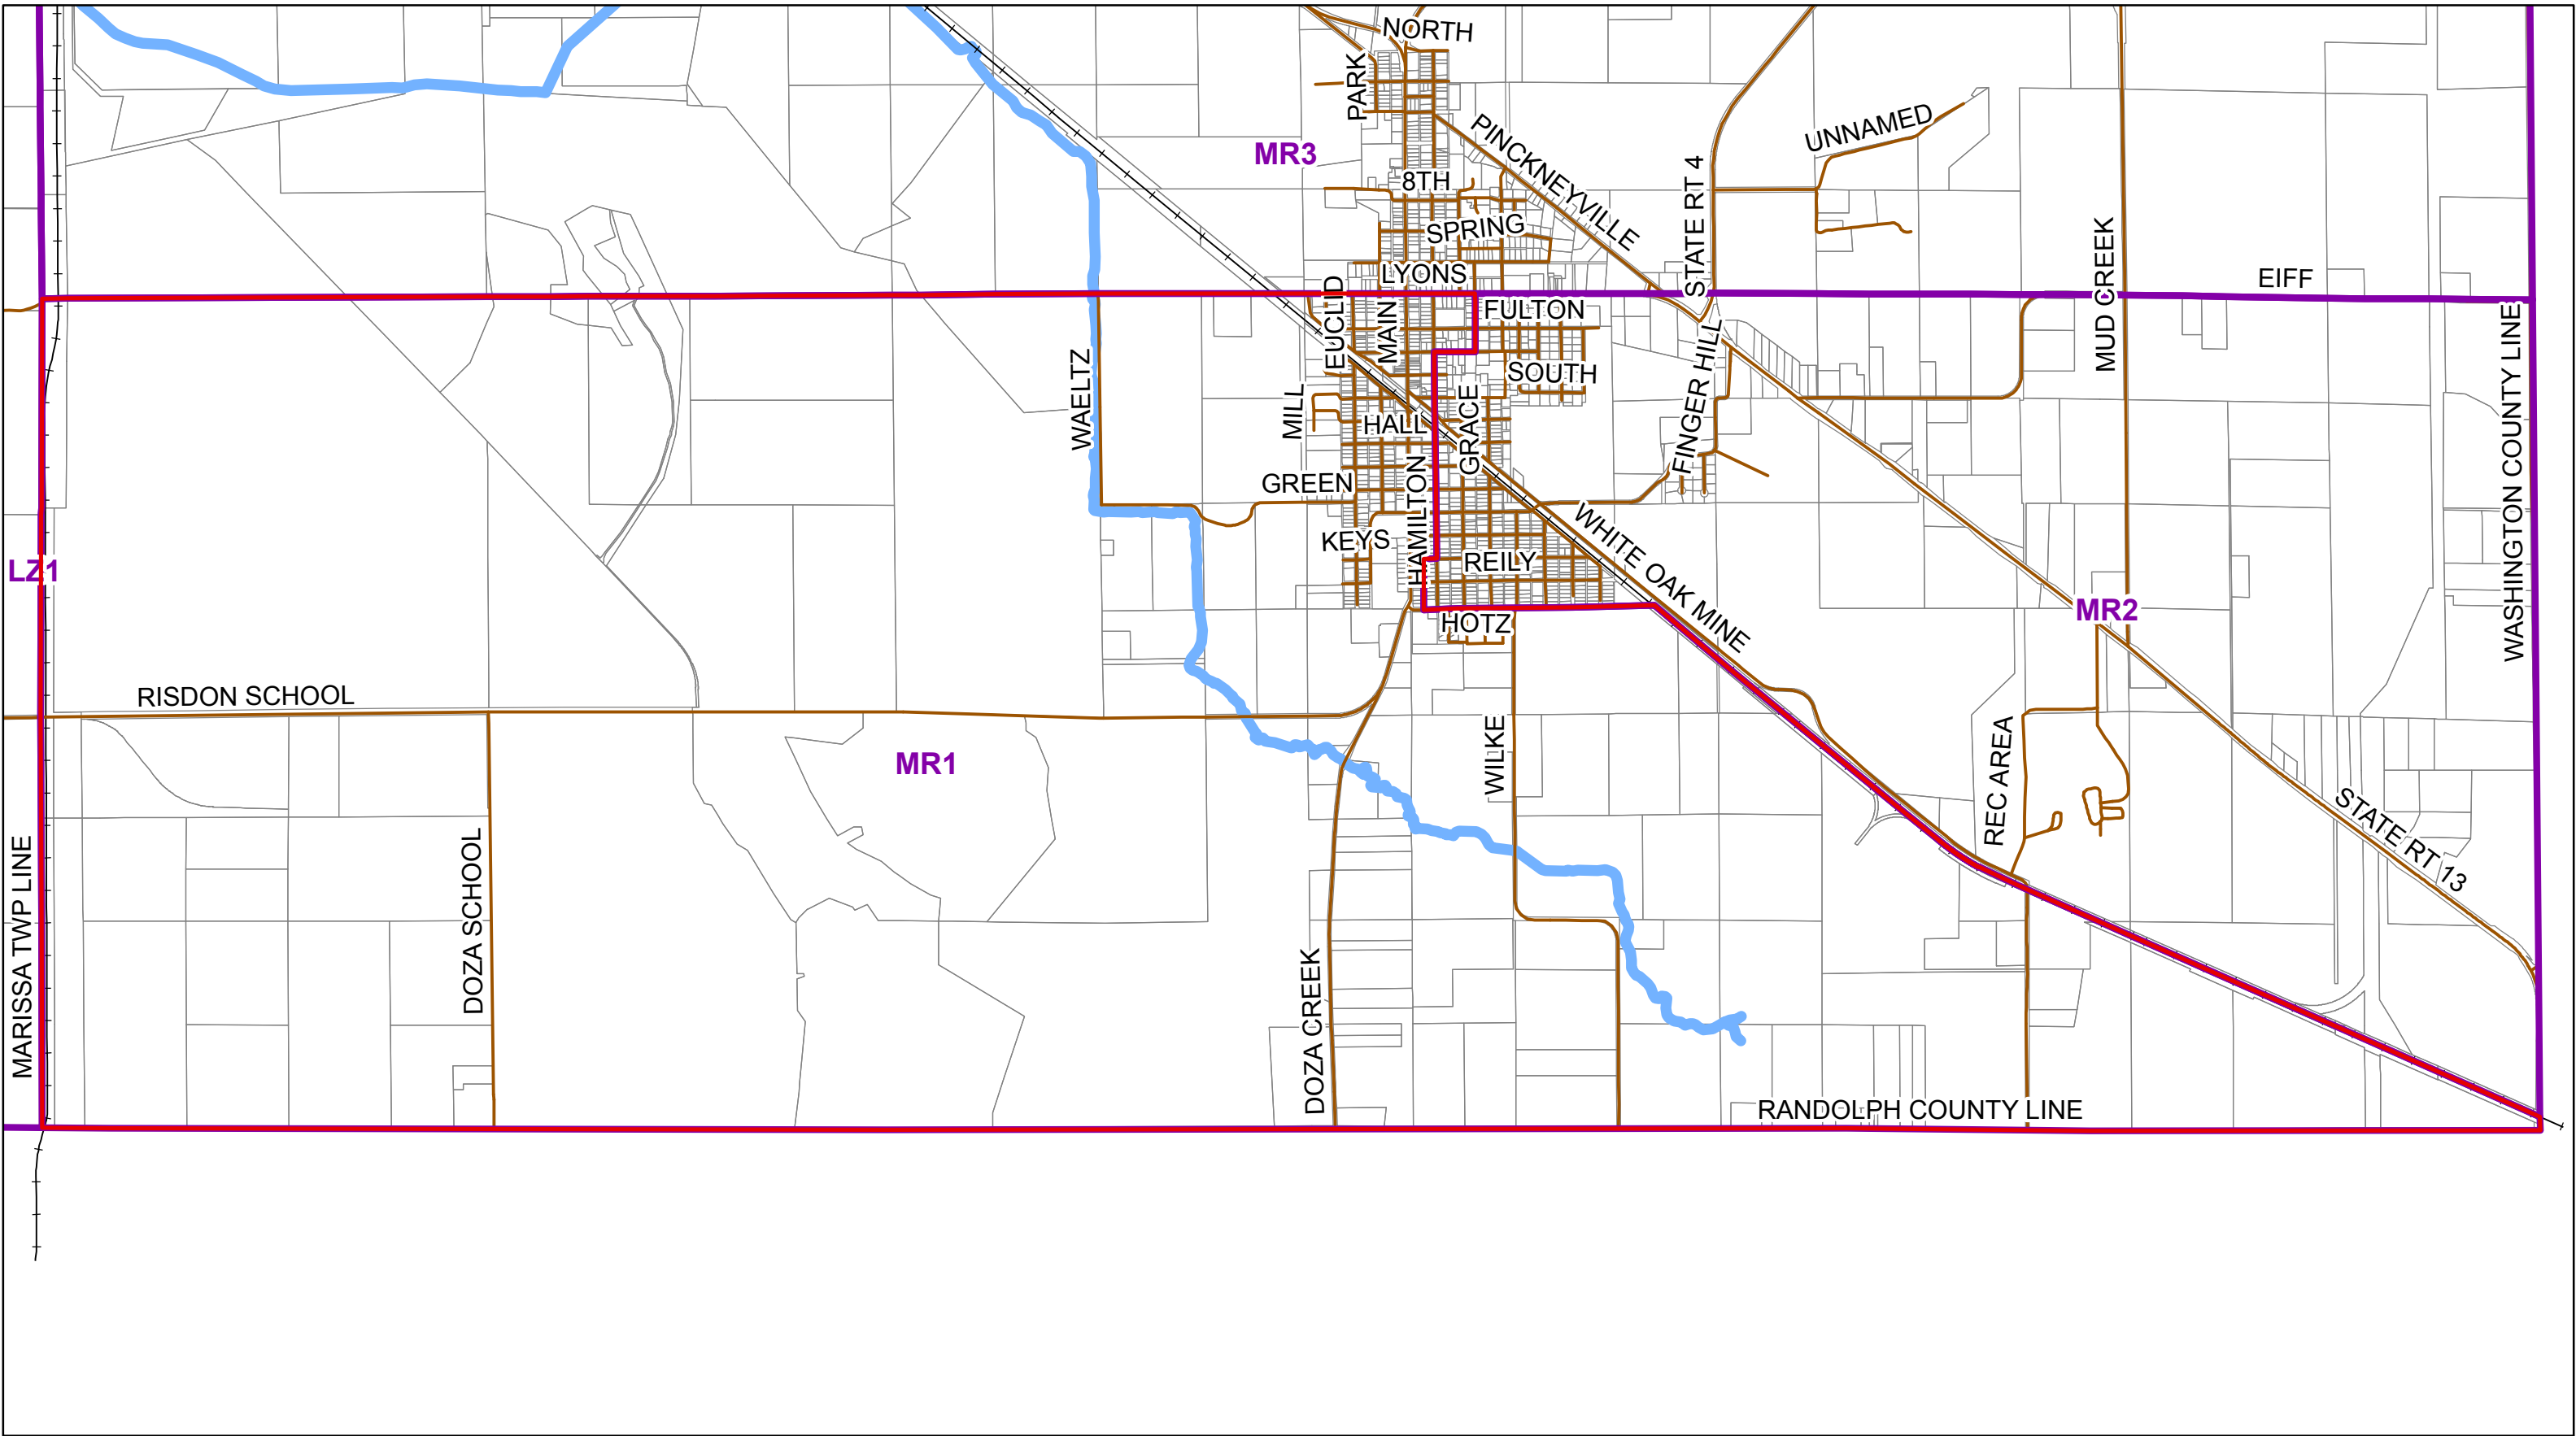 NORTH
PARK
PINCKNEYVILLE
UNNAMED
MR3
8TH
STATE RT 4
SPRING
MUD CREEK
LYONS
EIFF
EUCLID
MAIN
FULTON
WASHINGTON COUNTY LINE
WAELTZ
SOUTH
FINGER HILL
MILL
GRACE
HALL
GREEN
HAMILTON
WHITE OAK MINE
KEYS
REILY
LZ1
MR2
HOTZ
RISDON SCHOOL
WILKE
REC AREA
MR1
STATE RT 13
MARISSA TWP LINE
DOZA SCHOOL
DOZA CREEK
RANDOLPH COUNTY LINE